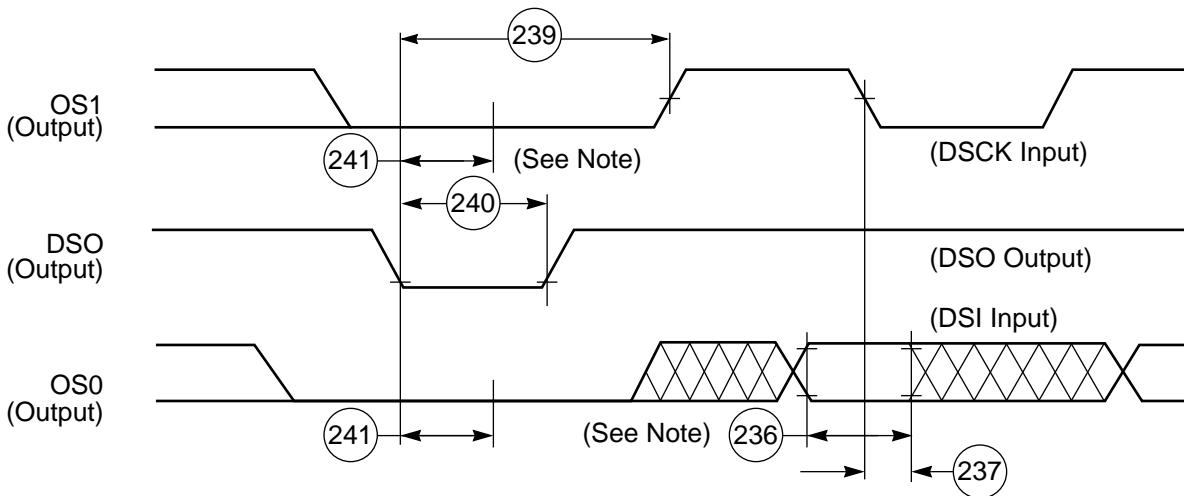 239
OS1
(Output)
241
(See Note)
(DSCK Input)
240
DSO
(Output)
(DSO Output)
(DSI Input)
OS0
(Output)
241
(See Note)
236
237